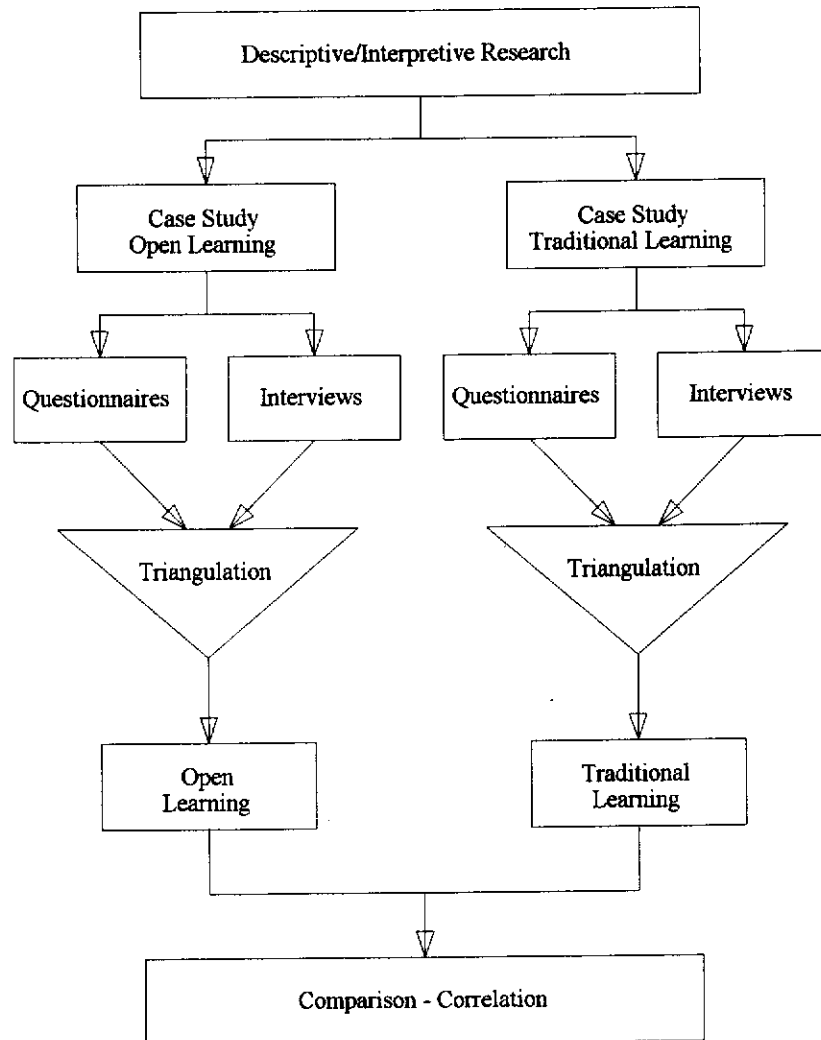 Descriptive/Interpretive Research
Case Study
Open Learning
Case Study
Traditional Learning
Questionnaires
Interviews
Questionnaires
Interviews
Triangulation
Triangulation
Open
Learning
Traditional
Learning
Comparison - Correlation